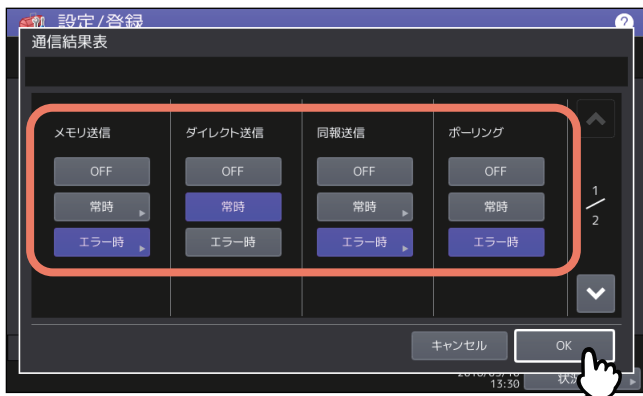 設定/登録
?
通信結果表
メモリ送信
ダイレクト送信
同報送信
ポーリング
OFF
OFF
OFF
OFF
常時
常時
常時
常時
エラー時
エラー時
エラー時
エラー時
1
2
キャンセル
OK
13:30